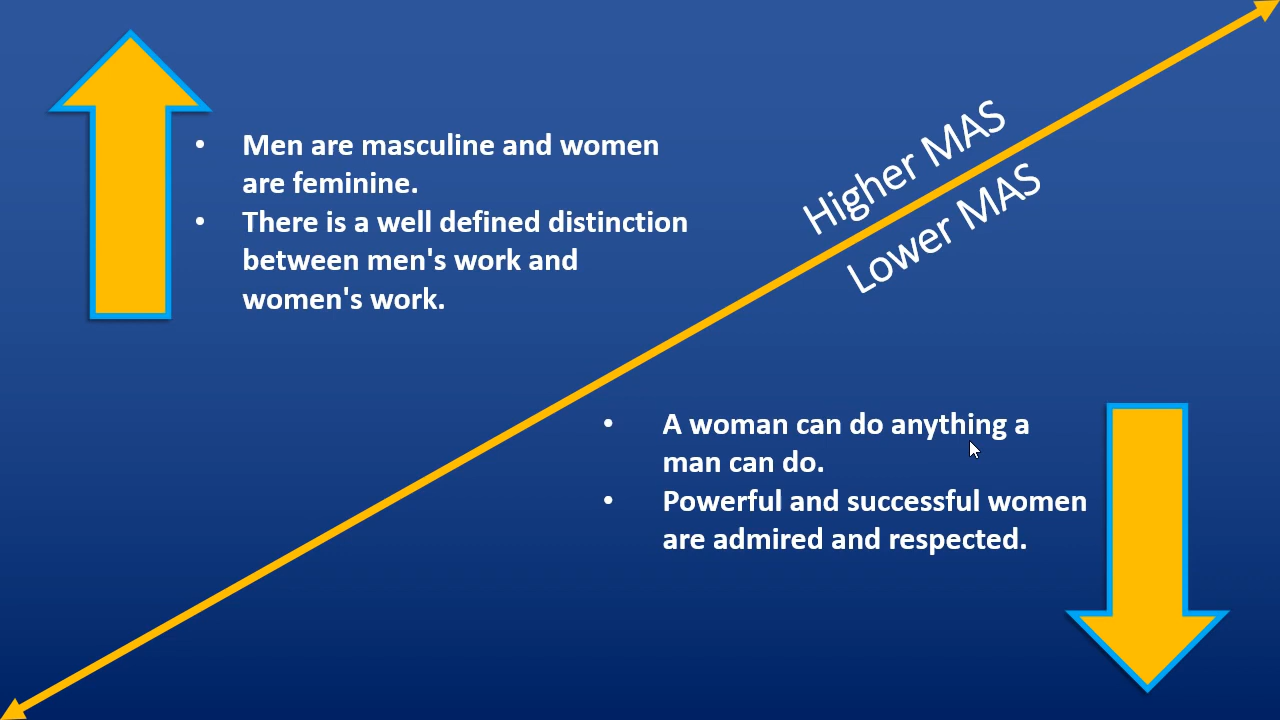 Higher MAS
Lower MAS
• Men are masculine and women
are feminine.
• There is a well defined distinction
between men's work and
women's work.
• A woman can do anything a
man can do.
• Powerful and successful women
are admired and respected.